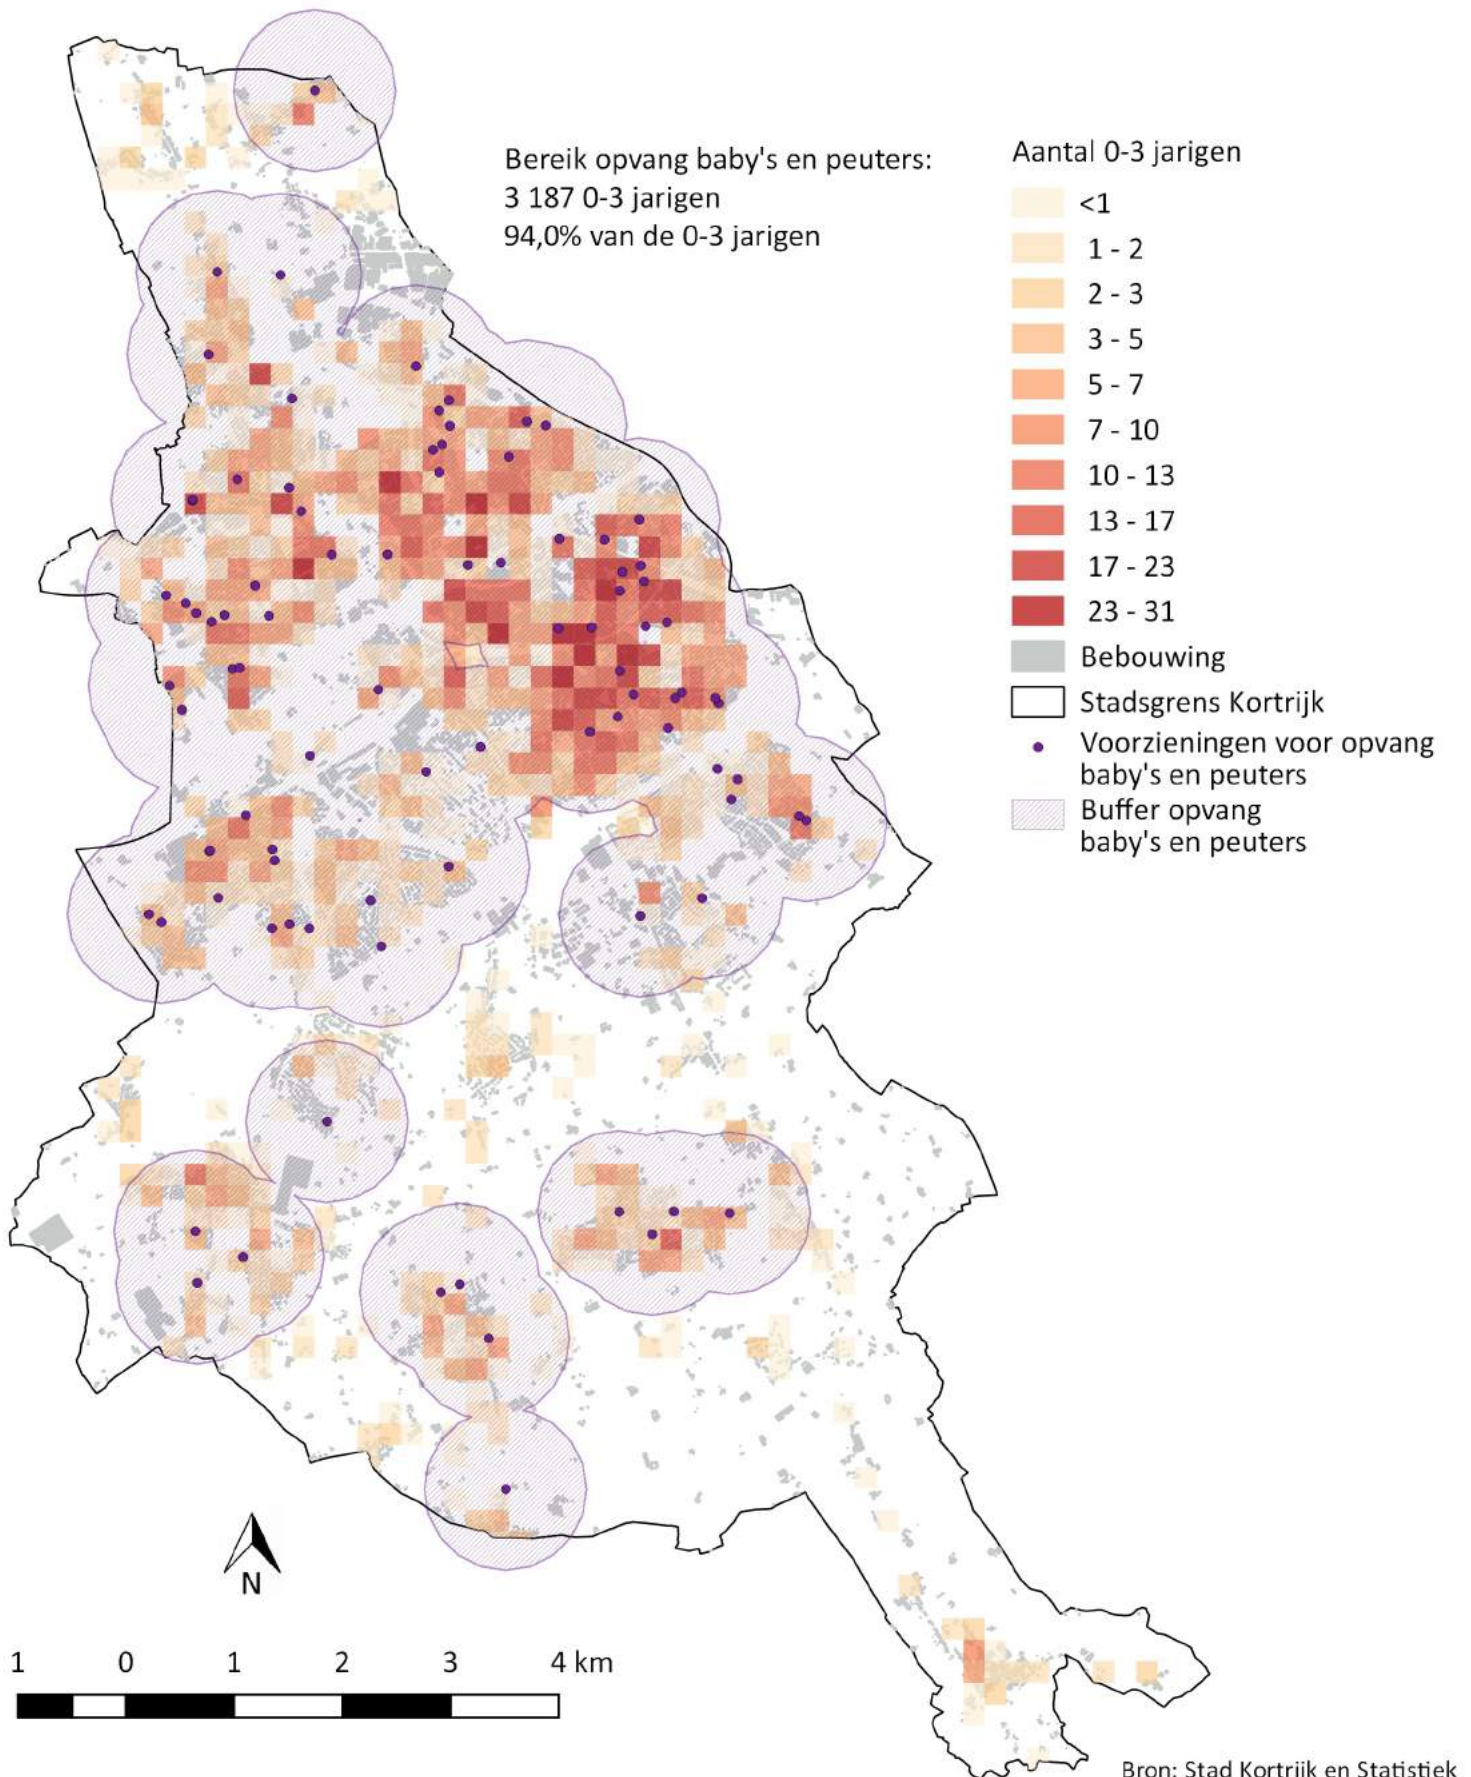 Bereik opvang baby's en peuters:
3 187 0-3 jarigen
94,0% van de 0-3 jarigen
Aantal 0-3 jarigen
<1
1 - 2
2 - 3
3 - 5
5 - 7
7 - 10
10 - 13
13 - 17
17 - 23
23 - 31
Bebouwing
Stadsgrens Kortrijk
Voorzieningen voor opvang
baby's en peuters
Buffer opvang
baby's en peuters
N
1 0 1 2 3 4 km
Bron: Stad Kortrijk en Statistiek